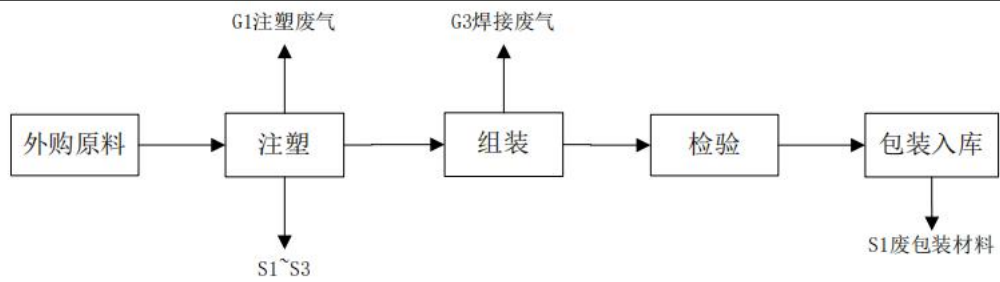 G1注塑废气
G3焊接废气
外购原料
注塑
组装
检验
包装入库
S1~S3
S1废包装材料